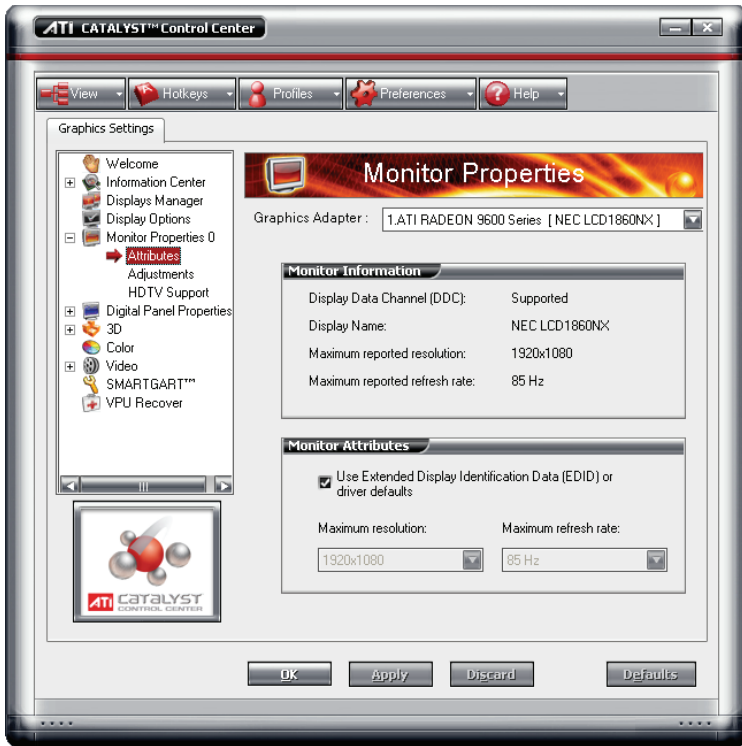 ATI CATALYST™ Control Center
View
Hotkeys
Profiles
Preferences
Help
Graphics Settings
Welcome
Information Center
Displays Manager
Display Options
Monitor Properties 0
Attributes
Adjustments
HDTV Support
Digital Panel Properties
3D
Color
Video
SMARTGART™
VPU Recover
ATI CATALYST
CONTROL CENTER
Monitor Properties
Graphics Adapter : 1.ATI RADEON 9600 Series [ NEC LCD1860NX ]
Monitor Information
Display Data Channel (DDC): Supported
Display Name: NEC LCD1860NX
Maximum reported resolution: 1920x1080
Maximum reported refresh rate: 85 Hz
Monitor Attributes
Use Extended Display Identification Data (EDID) or
driver defaults
Maximum resolution: Maximum refresh rate:
1920x1080 85 Hz
OK Apply Discard Defaults